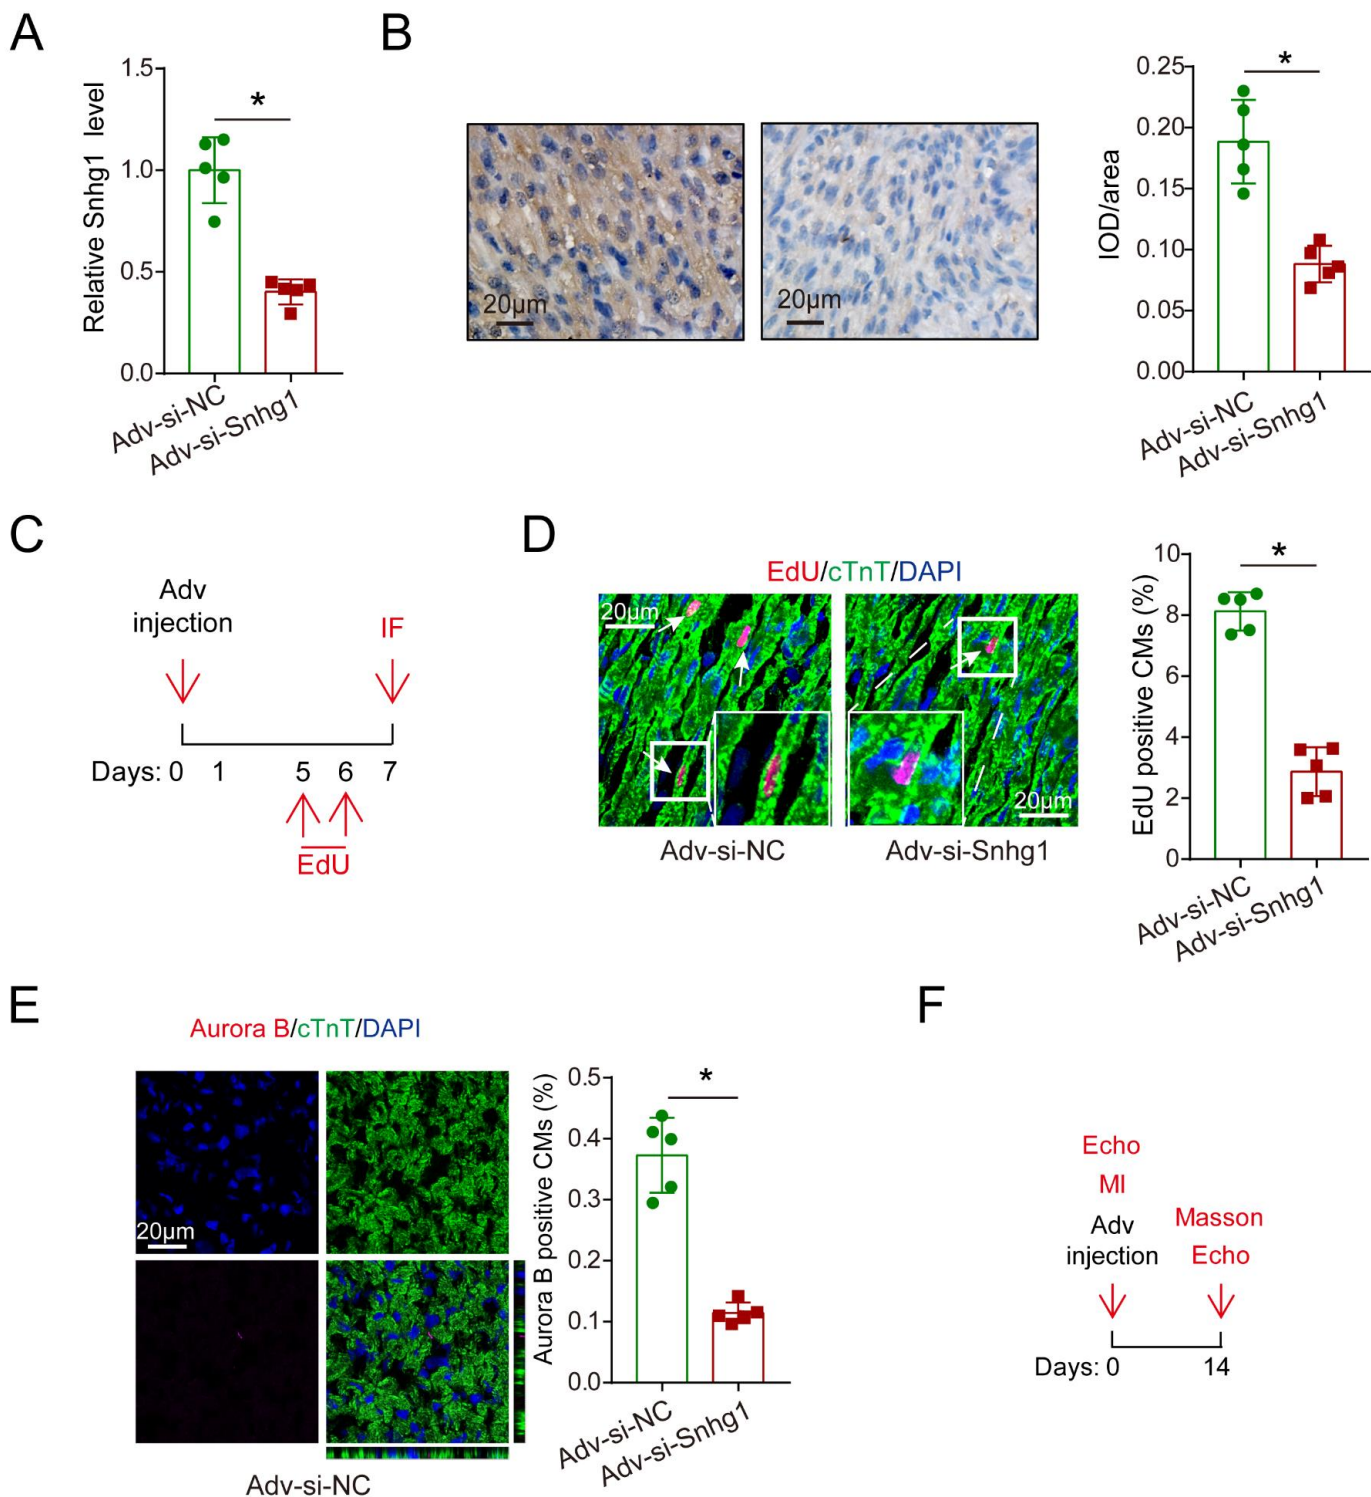 A
B
1.5
1.0
0.5
0.0
Relative Snhg1 level
*
Adv-si-NC
Adv-si-Snhg1
20µm
20µm
0.25
0.20
0.15
0.10
0.05
0.00
IOD/area
*
Adv-si-NC
Adv-si-Snhg1
C
D
Adv
injection
IF
Days: 0 1 5 6 7
EdU
EdU/cTnT/DAPI
20µm
20µm
Adv-si-NC
Adv-si-Snhg1
10
8
6
4
2
0
EdU positive CMs (%)
*
Adv-si-NC
Adv-si-Snhg1
E
F
Aurora B/cTnT/DAPI
20µm
Adv-si-NC
0.5
0.4
0.3
0.2
0.1
0.0
Aurora B positive CMs (%)
*
Adv-si-NC
Adv-si-Snhg1
Echo
MI
Adv
injection
Masson
Echo
Days: 0 14